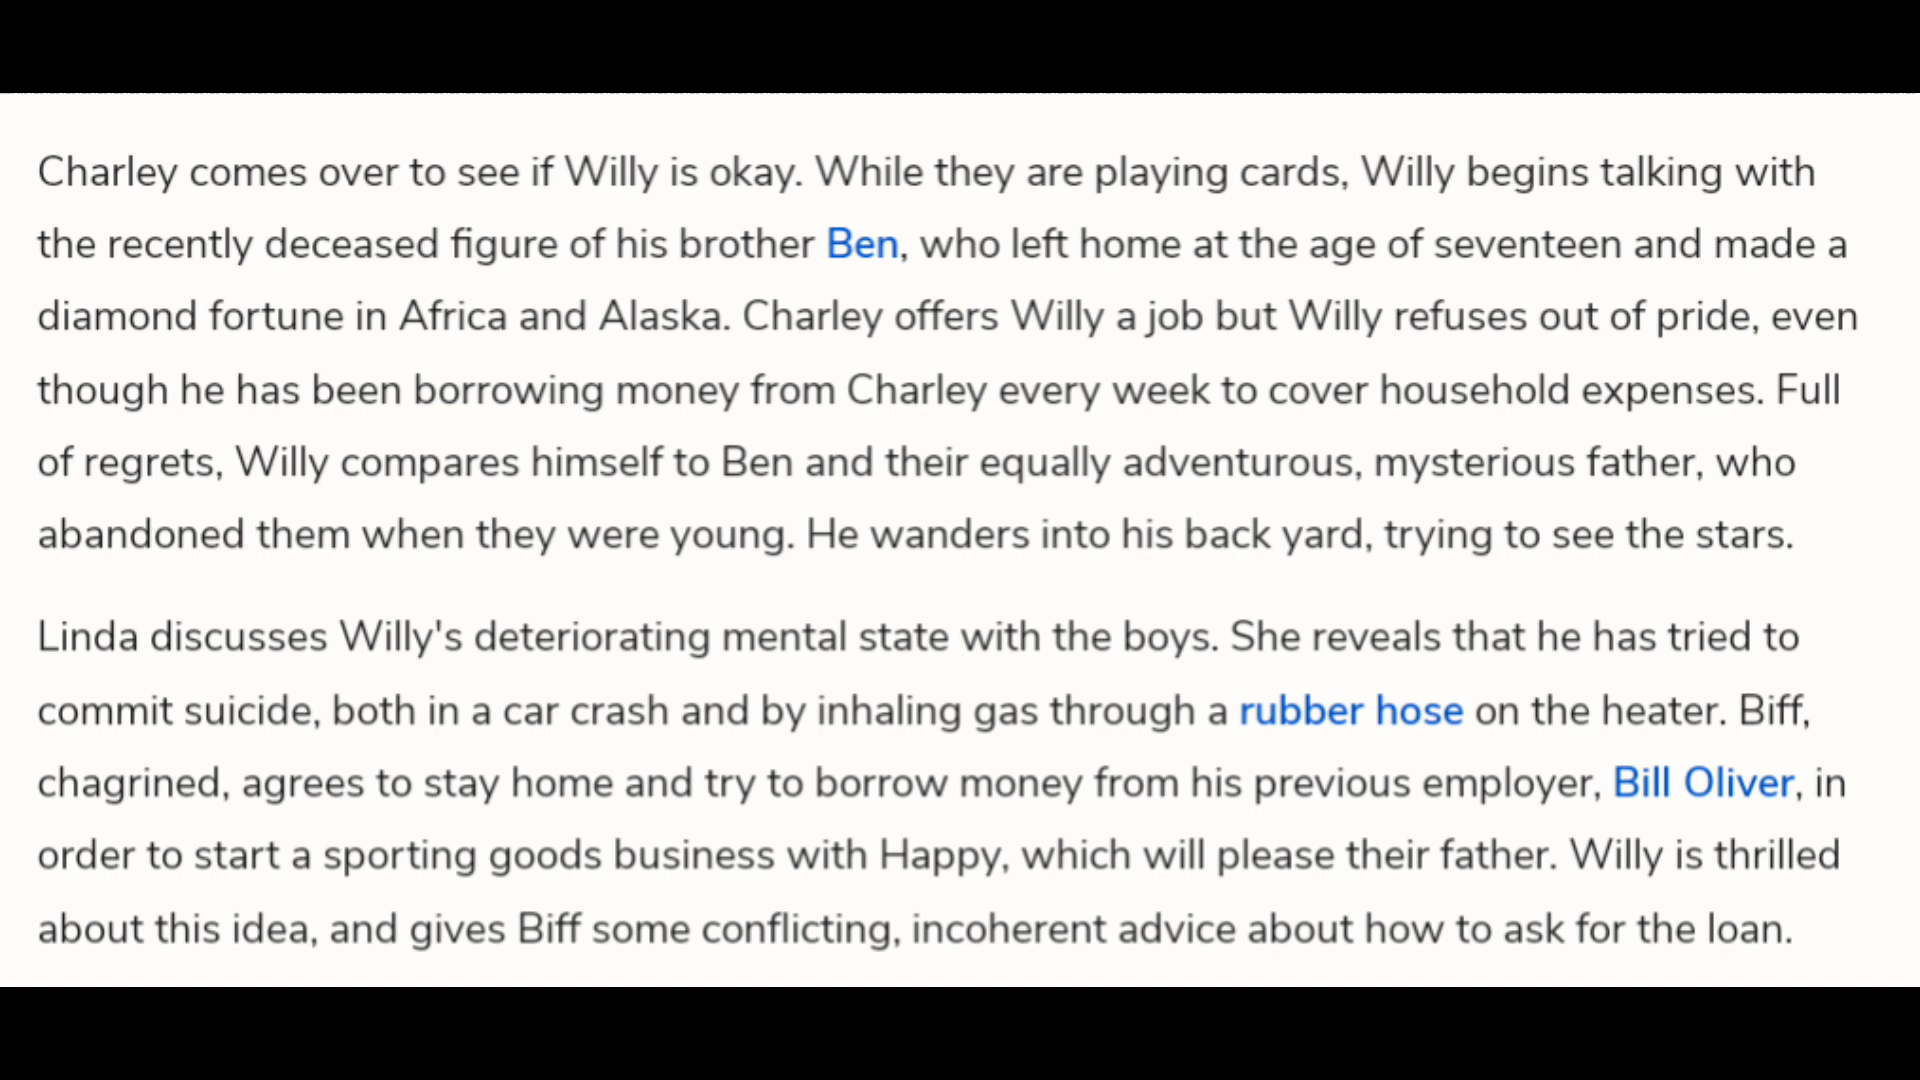 Charley comes over to see if Willy is okay. While they are playing cards, Willy begins talking with
the recently deceased figure of his brother Ben, who left home at the age of seventeen and made a
diamond fortune in Africa and Alaska. Charley offers Willy a job but Willy refuses out of pride, even
though he has been borrowing money from Charley every week to cover household expenses. Full
of regrets, Willy compares himself to Ben and their equally adventurous, mysterious father, who
abandoned them when they were young. He wanders into his back yard, trying to see the stars.
Linda discusses Willy's deteriorating mental state with the boys. She reveals that he has tried to
commit suicide, both in a car crash and by inhaling gas through a rubber hose on the heater. Biff,
chagrined, agrees to stay home and try to borrow money from his previous employer, Bill Oliver, in
order to start a sporting goods business with Happy, which will please their father. Willy is thrilled
about this idea, and gives Biff some conflicting, incoherent advice about how to ask for the loan.